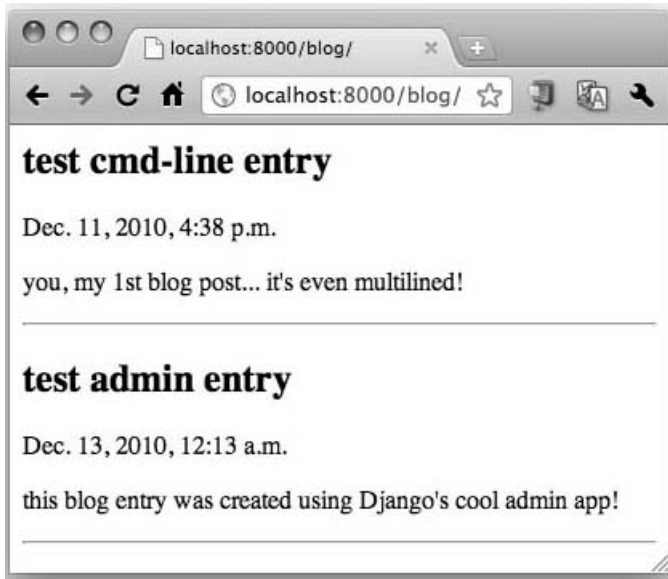 localhost:8000/blog/
localhost:8000/blog/
test cmd-line entry
Dec. 11, 2010, 4:38 p.m.
you, my 1st blog post... it's even multilined!
test admin entry
Dec. 13, 2010, 12:13 a.m.
this blog entry was created using Django's cool admin app!